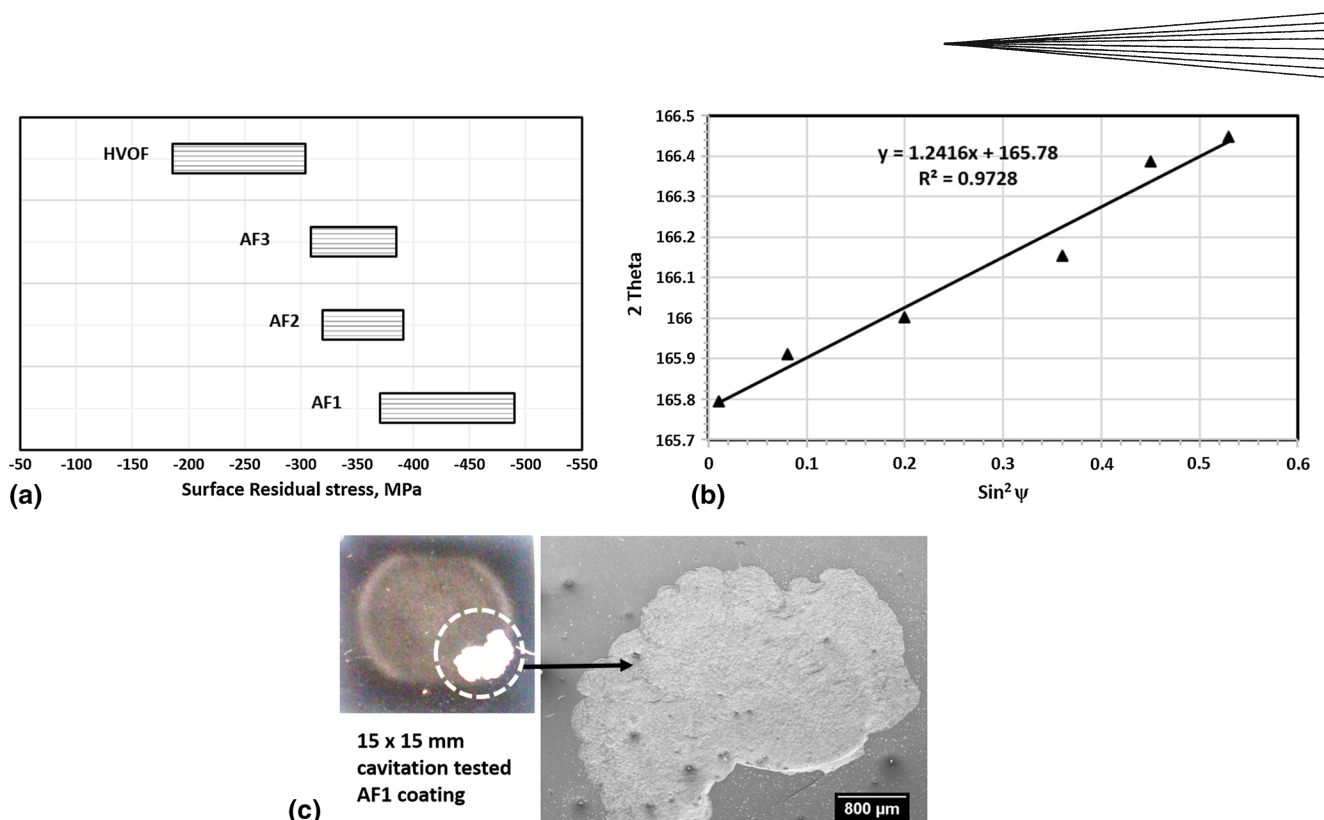 HVOF
AF3
AF2
AF1
-50 -100 -150 -200 -250 -300 -350 -400 -450 -500 -550
Surface Residual stress, MPa
(a)
166.5
166.4
166.3
166.2
166.1
166
165.9
165.8
165.7
2 Theta
y = 1.2416x + 165.78
R² = 0.9728
0 0.1 0.2 0.3 0.4 0.5 0.6
Sin² ψ
(b)
15 x 15 mm
cavitation tested
AF1 coating
(c)
800 µm